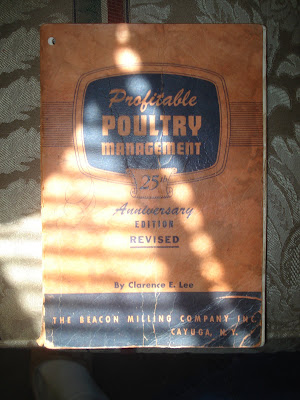 Profitable
POULTRY
MANAGEMENT
25th
Anniversary
EDITION
REVISED
By Clarence E. Lee
THE BEACON MILLING COMPANY INC.
CAYUGA, N.Y.